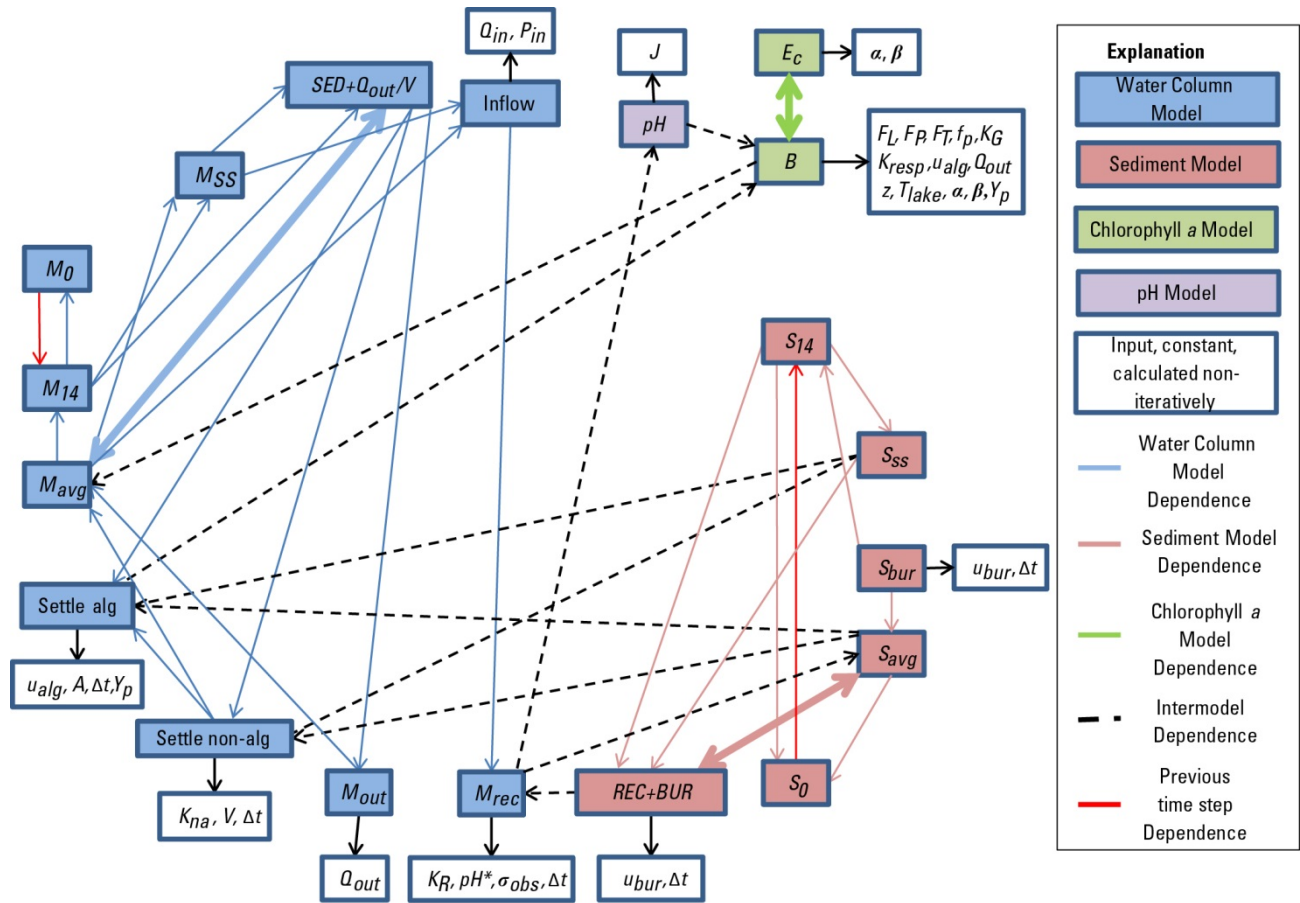 Q_in, P_in
SED+Q_out/V
Inflow
M_SS
M_0
M_14
M_avg
Settle alg
u_alg, A, Δt, Y_p
Settle non-alg
K_na, V, Δt
M_out
Q_out
M_rec
K_R, pH*, σ_obs, Δt
J
pH
E_c
α, β
B
F_L, F_P, F_T, f_p, K_G
K_resp, u_alg, Q_out
z, T_lake, α, β, Y_p
S_14
S_ss
S_bur
u_bur, Δt
S_avg
REC+BUR
S_0
u_bur, Δt
Explanation
Water Column
Model
Sediment Model
Chlorophyll a Model
pH Model
Input, constant,
calculated non-
iteratively
Water Column
Model
Dependence
Sediment Model
Dependence
Chlorophyll a
Model
Dependence
Intermodel
Dependence
Previous
time step
Dependence